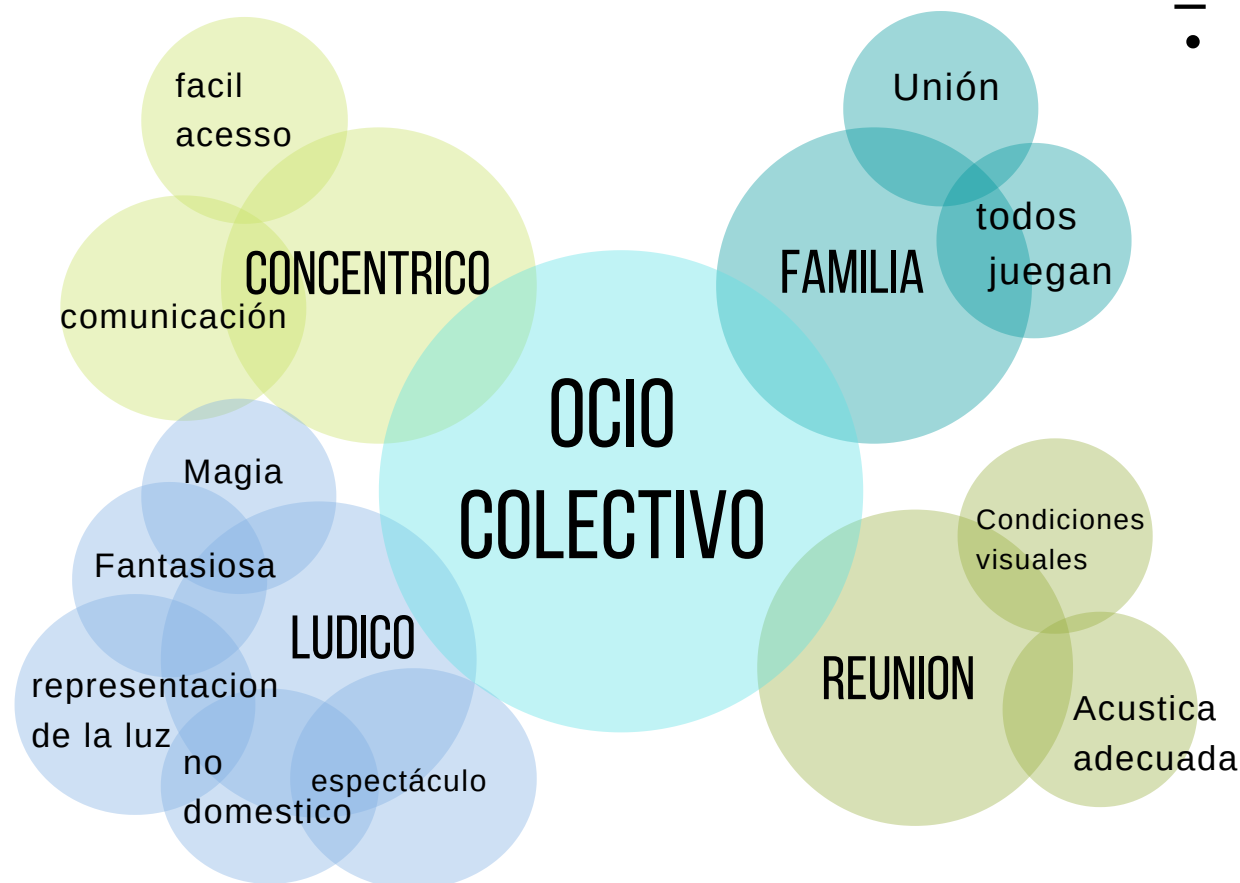 facil
acesso
CONCENTRICO
comunicación
Unión
todos
juegan
FAMILIA
OCIO
COLECTIVO
Magia
Fantasiosa
LUDICO
representacion
de la luz
no
domestico
espectáculo
Condiciones
visuales
REUNION
Acustica
adecuada